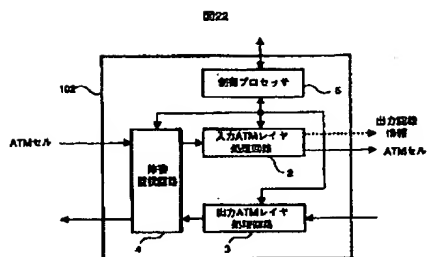 図22
102
制御プロセッサ
5
ATMセル
入力ATMレイヤ
処理回路
2
出力回線
情報
ATMセル
障害
監視回路
4
出力ATMレイヤ
処理回路
3